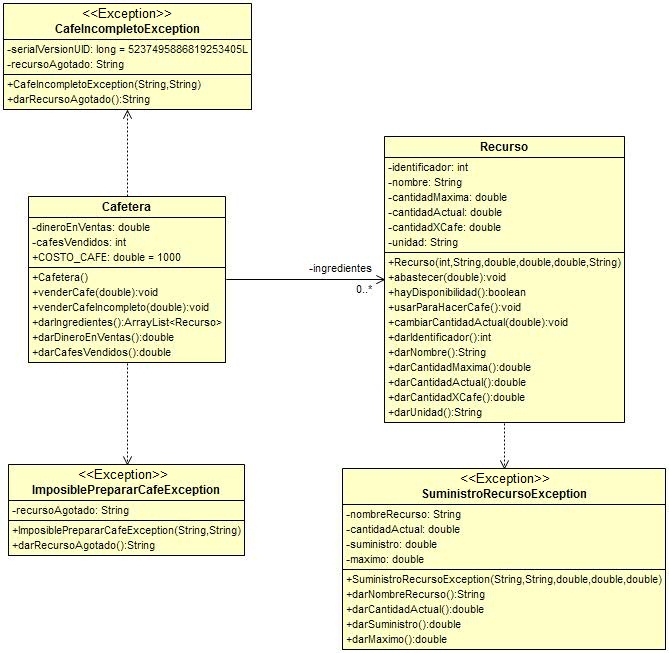 <<Exception>>
CafeIncompletoException
-serialVersionUID: long = 5237495886819253405L
-recursoAgotado: String
+CafeIncompletoException(String,String)
+darRecursoAgotado():String
Recurso
-identificador: int
-nombre: String
-cantidadMaxima: double
-cantidadActual: double
-cantidadXCafe: double
-unidad: String
+Recurso(int,String,double,double,double,String)
+abastecer(double):void
+hayDisponibilidad():boolean
+usarParaHacerCafe():void
+cambiarCantidadActual(double):void
+darIdentificador():int
+darNombre():String
+darCantidadMaxima():double
+darCantidadActual():double
+darCantidadXCafe():double
+darUnidad():String
Cafetera
-dineroEnVentas: double
-cafesVendidos: int
+COSTO_CAFE: double = 1000
+Cafetera()
+venderCafe(double):void
+venderCafeIncompleto(double):void
+darIngredientes():ArrayList<Recurso>
+darDineroEnVentas():double
+darCafesVendidos():double
-ingredientes
0..*
<<Exception>>
ImposiblePrepararCafeException
-recursoAgotado: String
+ImposiblePrepararCafeException(String,String)
+darRecursoAgotado():String
<<Exception>>
SuministroRecursoException
-nombreRecurso: String
-cantidadActual: double
-suministro: double
-maximo: double
+SuministroRecursoException(String,String,double,double,double)
+darNombreRecurso():String
+darCantidadActual():double
+darSuministro():double
+darMaximo():double